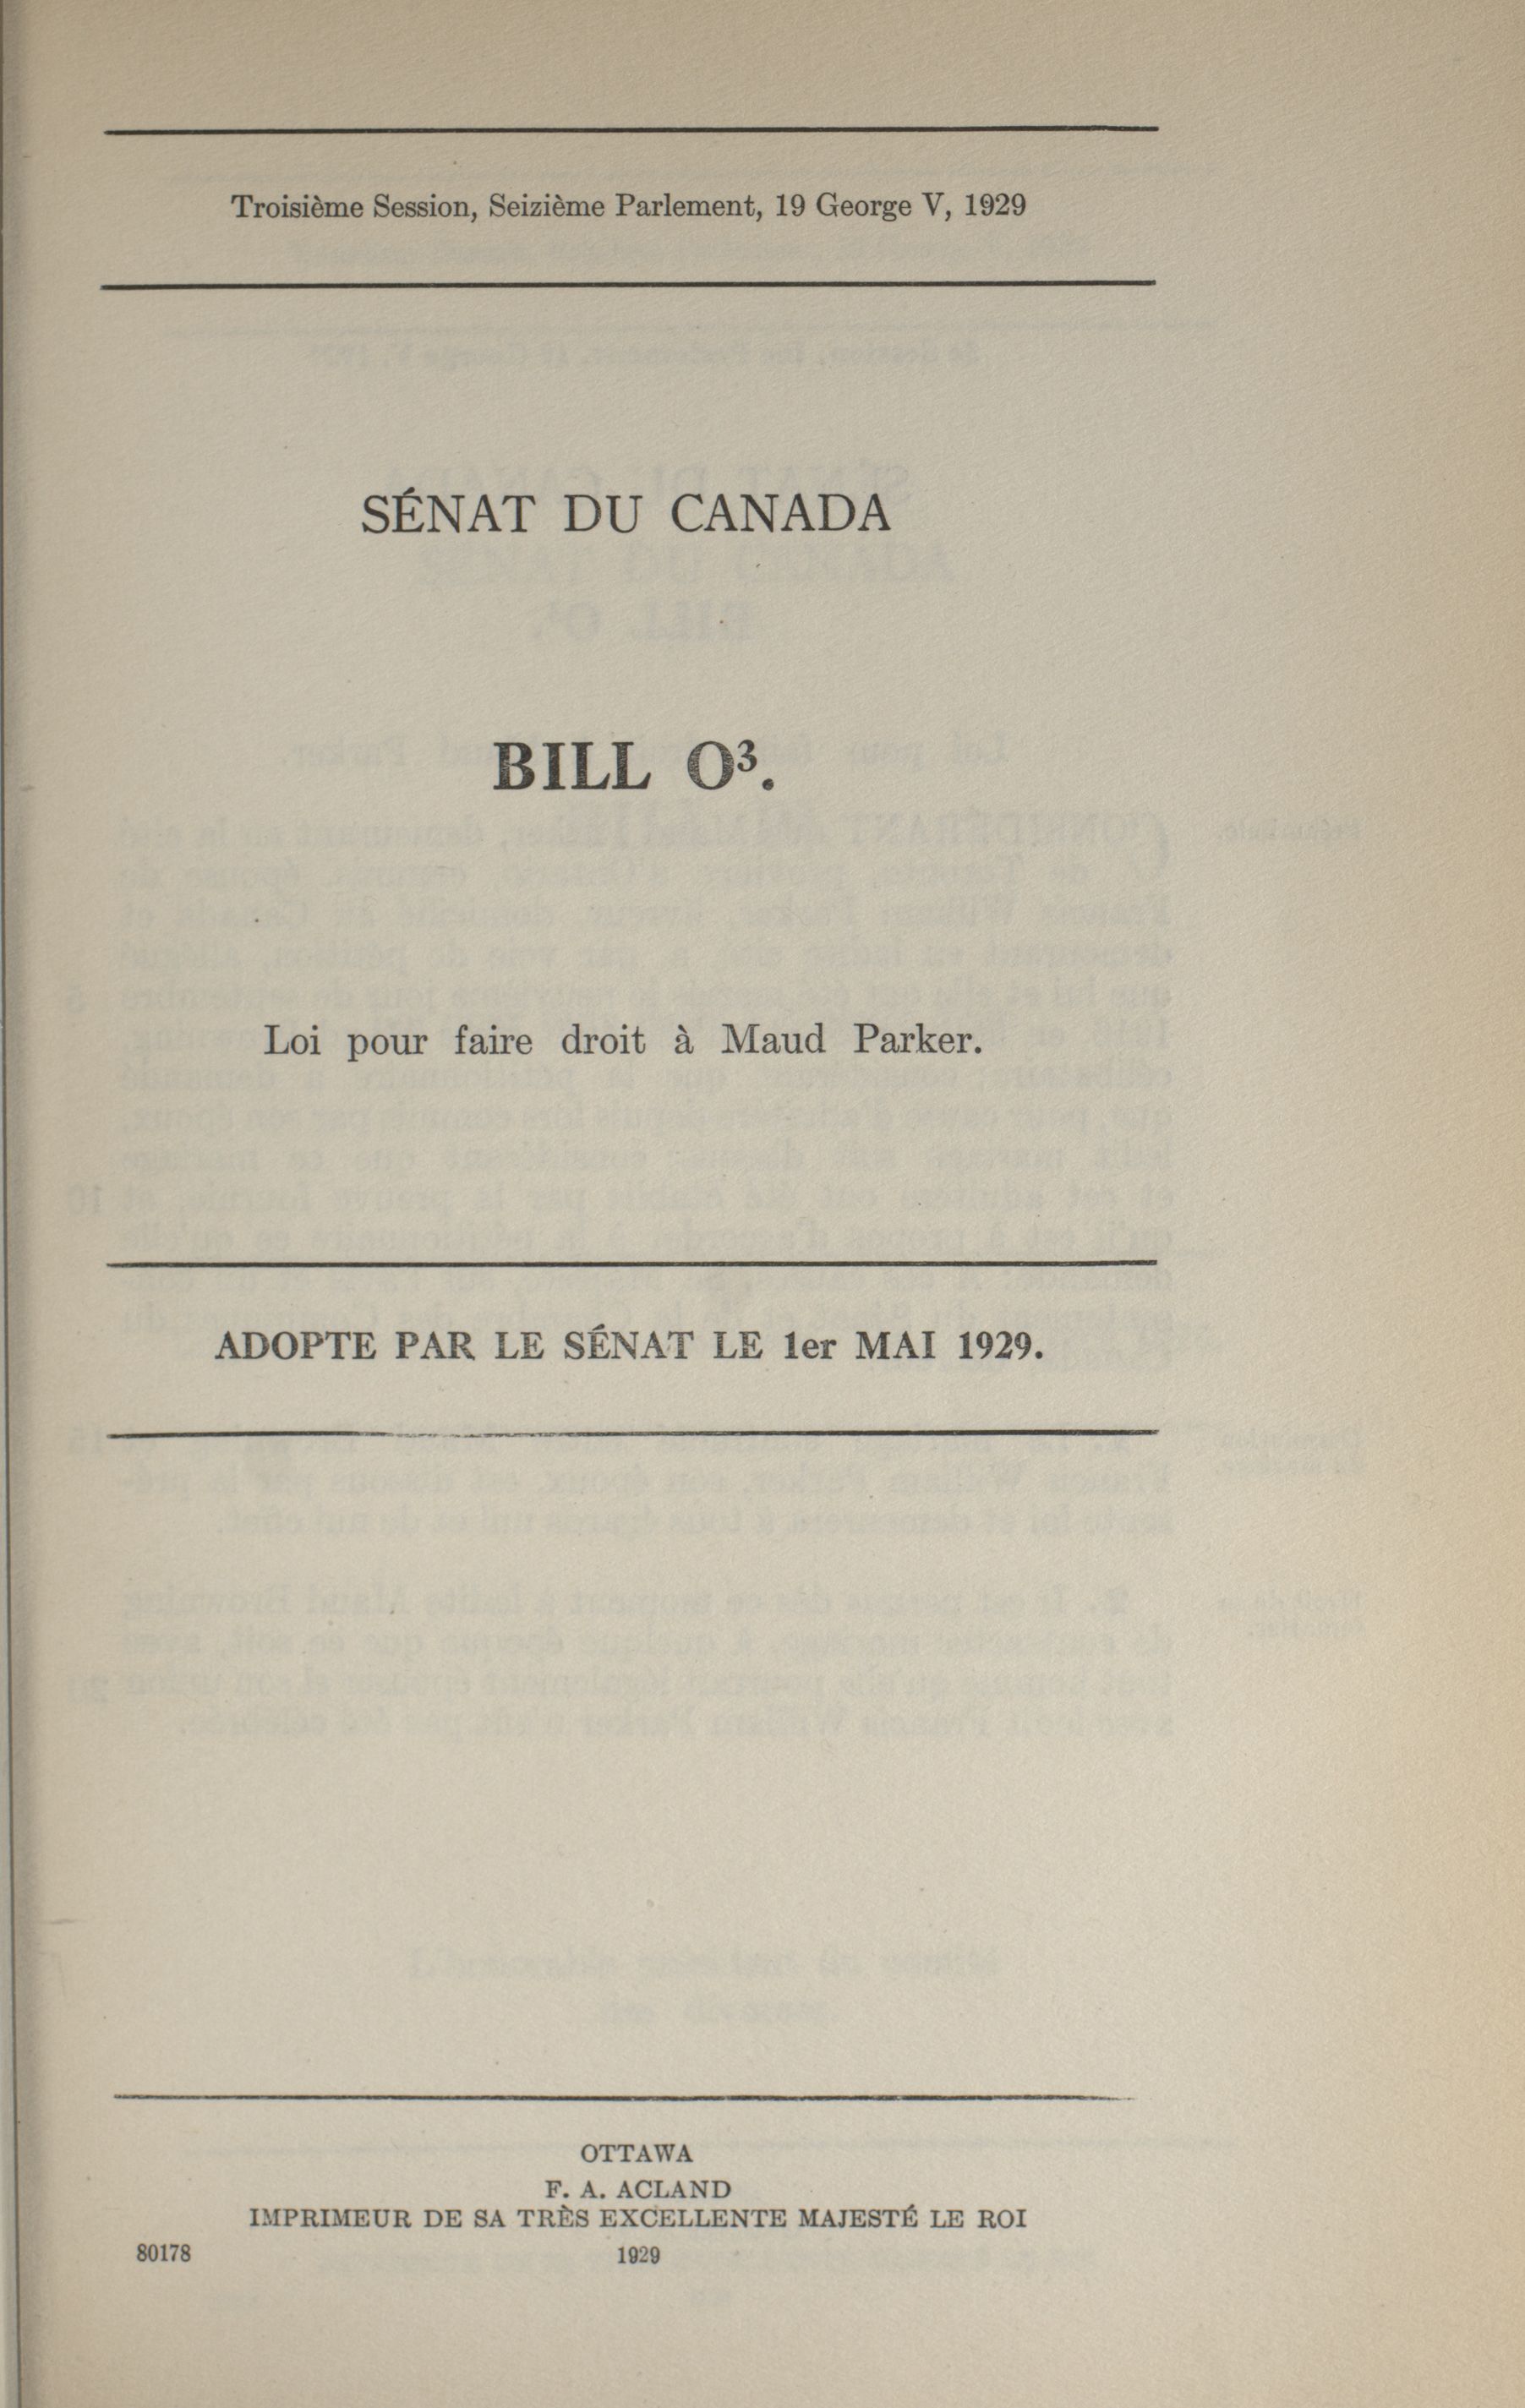 Troisième Session, Seizième Parlement, 19 George V, 1929
SÉNAT DU CANADA
BILL O³.
Loi pour faire droit à Maud Parker.
ADOPTE PAR LE SÉNAT LE 1er MAI 1929.
OTTAWA
F. A. ACLAND
IMPRIMEUR DE SA TRÈS EXCELLENTE MAJESTÉ LE ROI
80178 1929